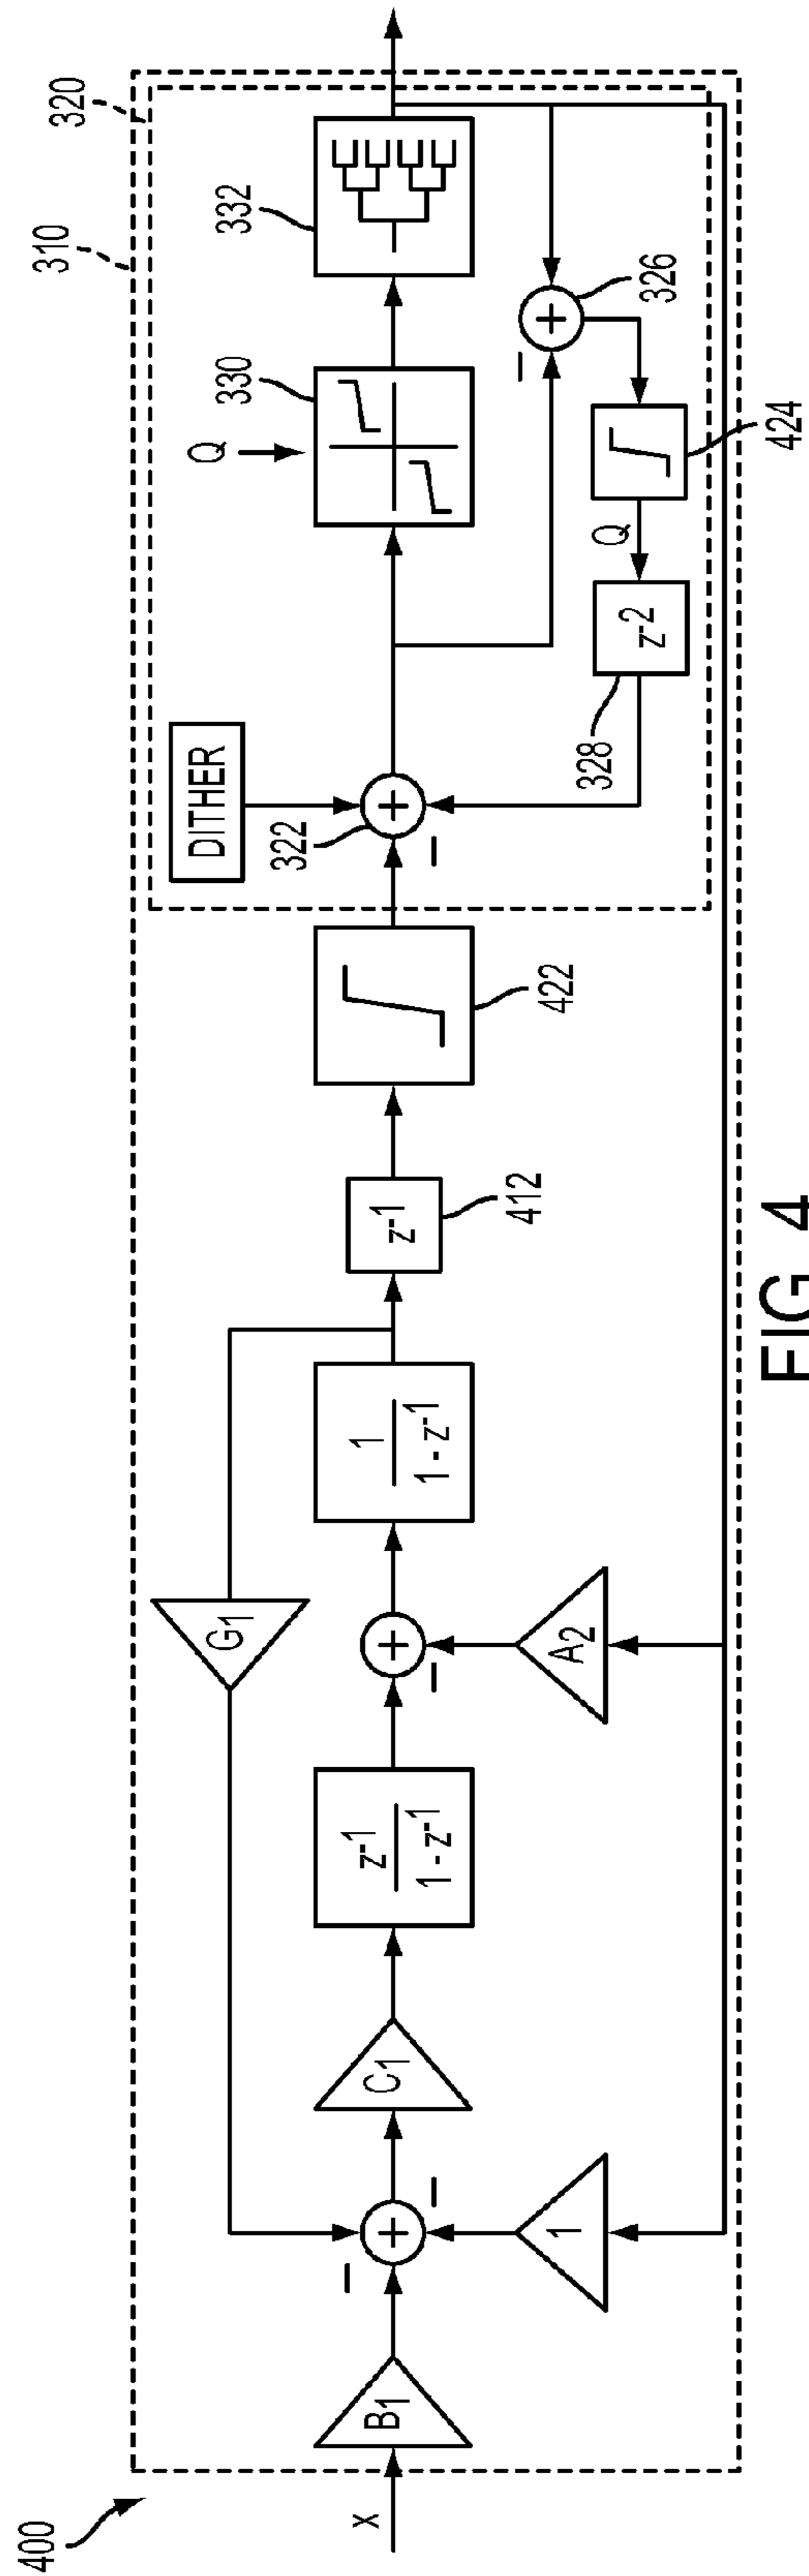 400
310
320
x
B1
1
C1
z-1
1 - z-1
G1
A2
1
1 - z-1
z-1
412
422
DITHER
322
Q
330
332
326
424
Q
z-2
328
+
+
+
+
−
−
−
−
−
FIG. 4